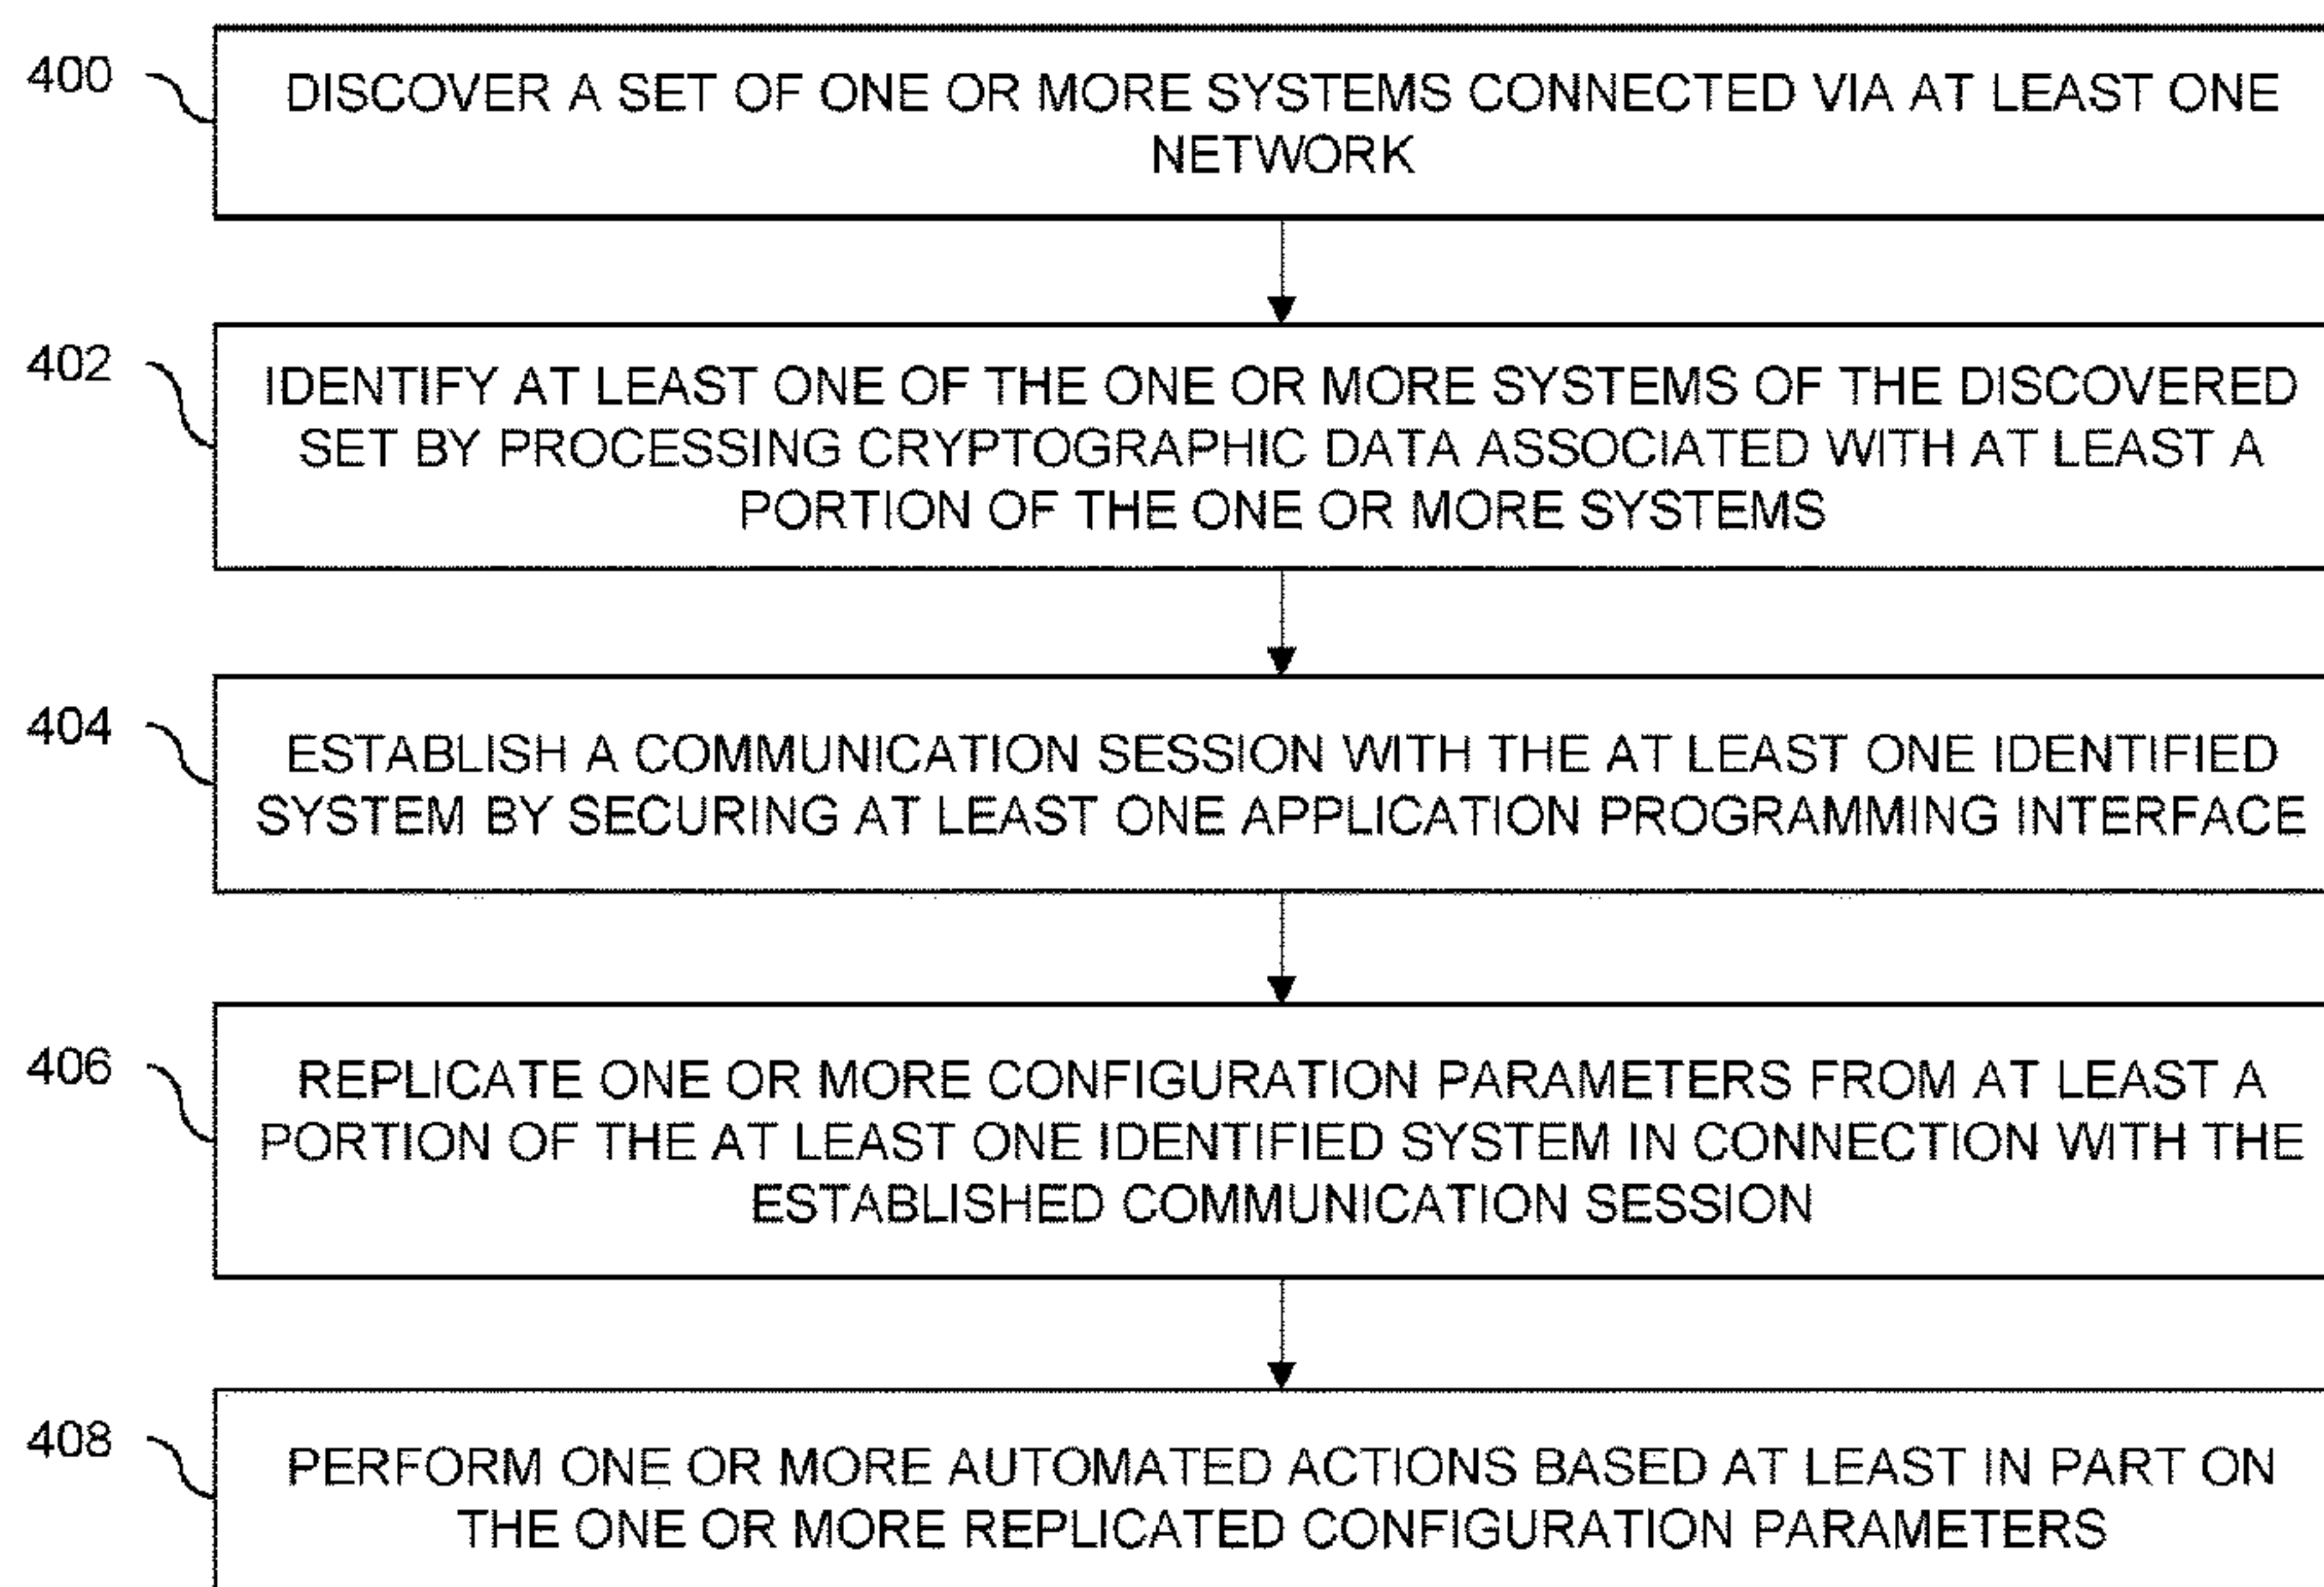 400
DISCOVER A SET OF ONE OR MORE SYSTEMS CONNECTED VIA AT LEAST ONE
NETWORK
402
IDENTIFY AT LEAST ONE OF THE ONE OR MORE SYSTEMS OF THE DISCOVERED
SET BY PROCESSING CRYPTOGRAPHIC DATA ASSOCIATED WITH AT LEAST A
PORTION OF THE ONE OR MORE SYSTEMS
404
ESTABLISH A COMMUNICATION SESSION WITH THE AT LEAST ONE IDENTIFIED
SYSTEM BY SECURING AT LEAST ONE APPLICATION PROGRAMMING INTERFACE
406
REPLICATE ONE OR MORE CONFIGURATION PARAMETERS FROM AT LEAST A
PORTION OF THE AT LEAST ONE IDENTIFIED SYSTEM IN CONNECTION WITH THE
ESTABLISHED COMMUNICATION SESSION
408
PERFORM ONE OR MORE AUTOMATED ACTIONS BASED AT LEAST IN PART ON
THE ONE OR MORE REPLICATED CONFIGURATION PARAMETERS